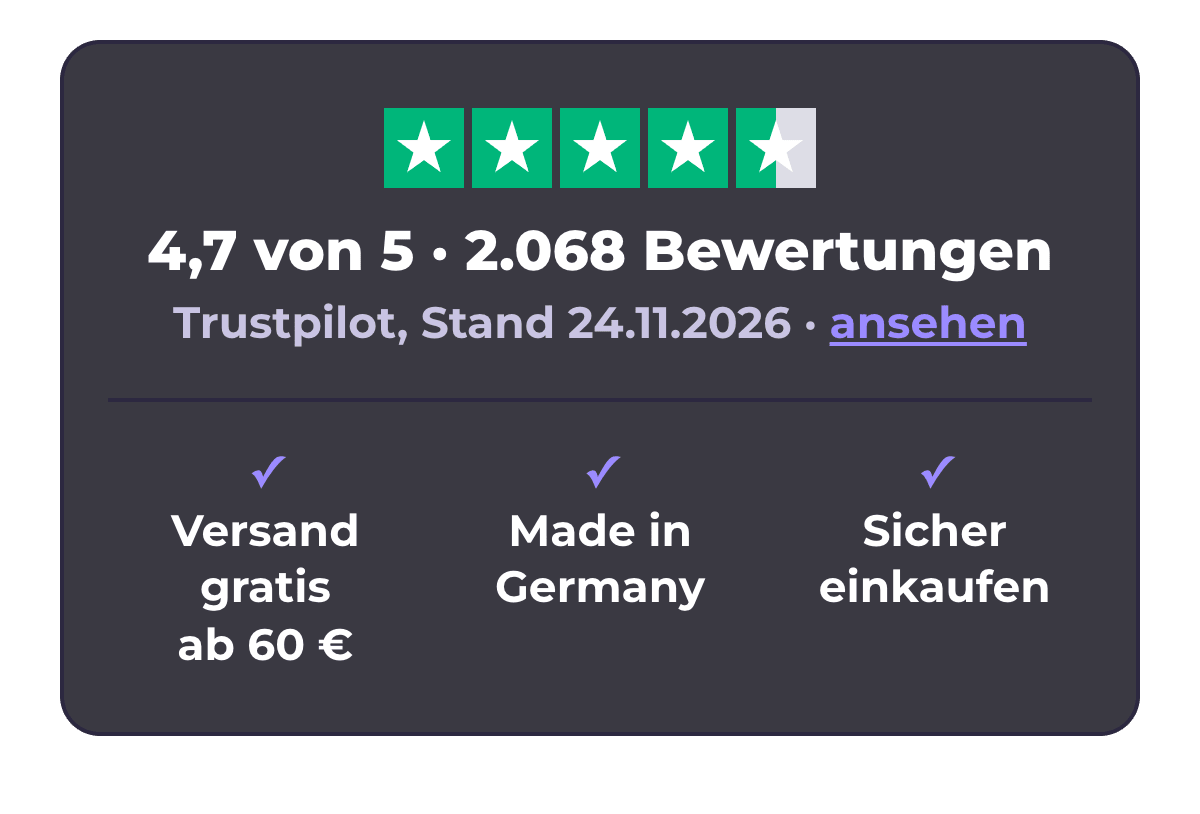 4,7 von 5 · 2.068 Bewertungen
Trustpilot, Stand 24.11.2026 · ansehen
✓
Versand
gratis
ab 60 €
✓
Made in
Germany
✓
Sicher
einkaufen